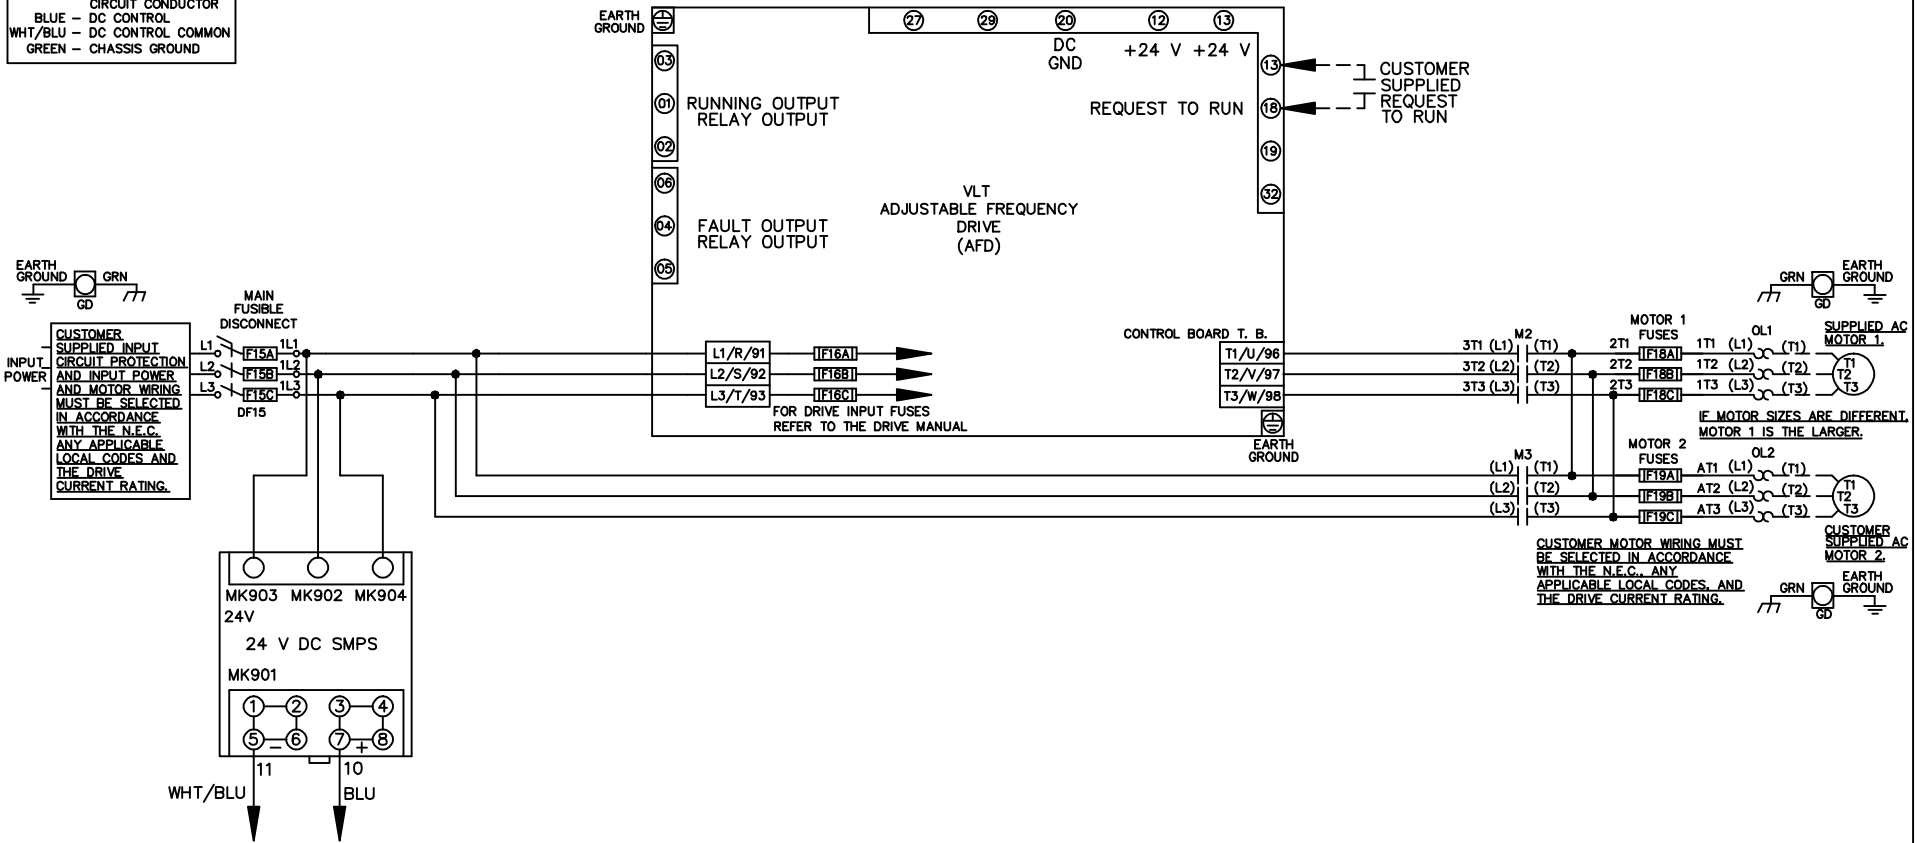 CIRCUIT CONDUCTOR
BLUE – DC CONTROL
WHT/BLU – DC CONTROL COMMON
GREEN – CHASSIS GROUND
EARTH
GROUND
27 29 20 12 13
DC
GND
+24 V +24 V
03
01
02
RUNNING OUTPUT
RELAY OUTPUT
06
04
05
FAULT OUTPUT
RELAY OUTPUT
13
REQUEST TO RUN 18
19
32
CUSTOMER
SUPPLIED
REQUEST
TO RUN
VLT
ADJUSTABLE FREQUENCY
DRIVE
(AFD)
EARTH
GROUND
GRN
GD
INPUT
POWER
CUSTOMER
SUPPLIED INPUT
CIRCUIT PROTECTION
AND INPUT POWER
AND MOTOR WIRING
MUST BE SELECTED
IN ACCORDANCE
WITH THE N.E.C.
ANY APPLICABLE
LOCAL CODES AND
THE DRIVE
CURRENT RATING.
MAIN
FUSIBLE
DISCONNECT
L1 F15A 1L1
L2 F15B 1L2
L3 F15C 1L3
DF15
L1/R/91 F16A
L2/S/92 F16B
L3/T/93 F16C
FOR DRIVE INPUT FUSES
REFER TO THE DRIVE MANUAL
CONTROL BOARD T. B.
T1/U/96
T2/V/97
T3/W/98
EARTH
GROUND
M2
3T1 (L1) (T1)
3T2 (L2) (T2)
3T3 (L3) (T3)
MOTOR 1
FUSES
2T1 F18A 1T1 (L1) (T1)
2T2 F18B 1T2 (L2) (T2)
2T3 F18C 1T3 (L3) (T3)
OL1
GRN
GD
EARTH
GROUND
SUPPLIED AC
MOTOR 1.
T1
T2
T3
IF MOTOR SIZES ARE DIFFERENT,
MOTOR 1 IS THE LARGER.
M3
(L1) (T1)
(L2) (T2)
(L3) (T3)
MOTOR 2
FUSES
F19A AT1 (L1) (T1)
F19B AT2 (L2) (T2)
F19C AT3 (L3) (T3)
OL2
T1
T2
T3
CUSTOMER
SUPPLIED AC
MOTOR 2.
CUSTOMER MOTOR WIRING MUST
BE SELECTED IN ACCORDANCE
WITH THE N.E.C., ANY
APPLICABLE LOCAL CODES, AND
THE DRIVE CURRENT RATING.
GRN
GD
EARTH
GROUND
MK903 MK902 MK904
24V
24 V DC SMPS
MK901
1 2 3 4
5 – 6 7 + 8
11 10
WHT/BLU BLU